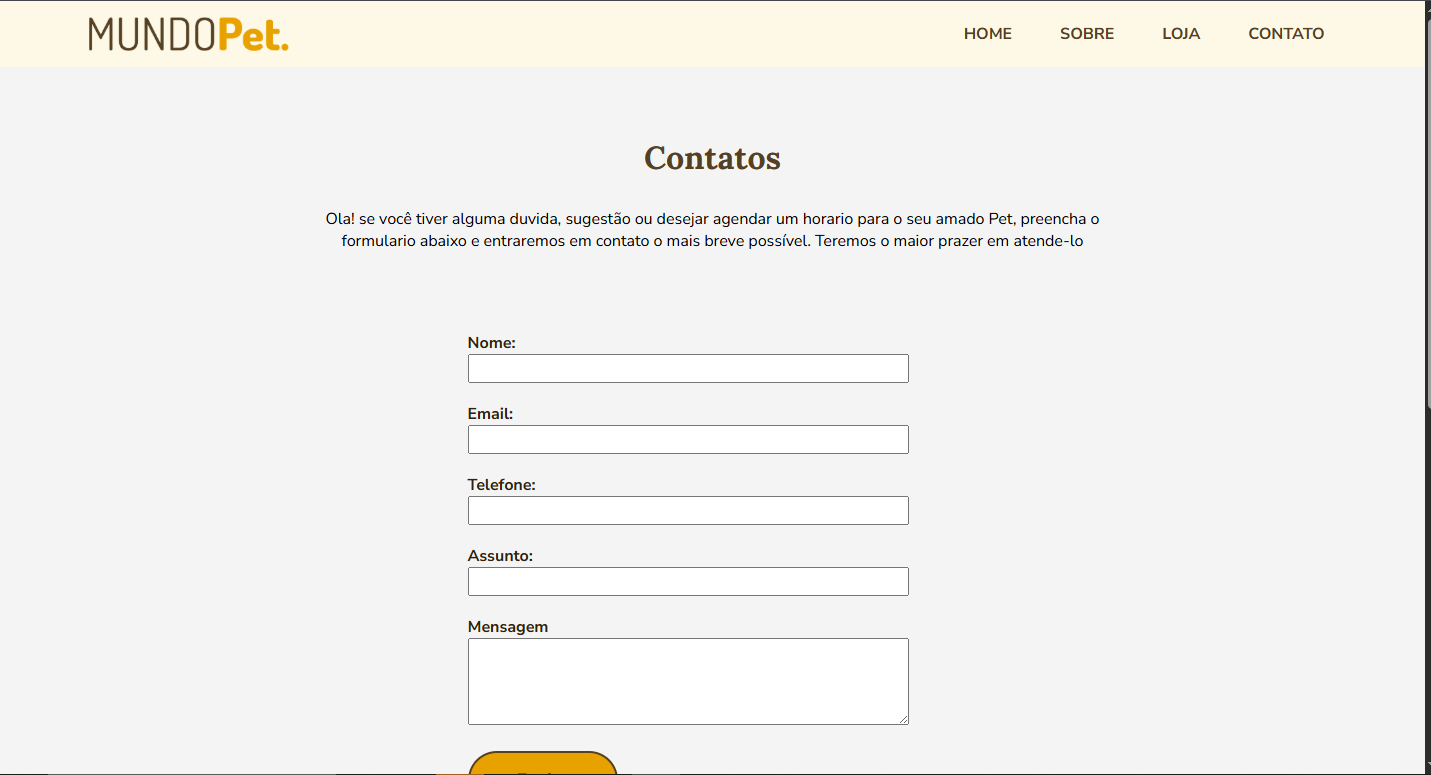 MUNDOPet.
HOME SOBRE LOJA CONTATO
Contatos
Ola! se você tiver alguma duvida, sugestão ou desejar agendar um horario para o seu amado Pet, preencha o
formulario abaixo e entraremos em contato o mais breve possível. Teremos o maior prazer em atende-lo
Nome:
Email:
Telefone:
Assunto:
Mensagem